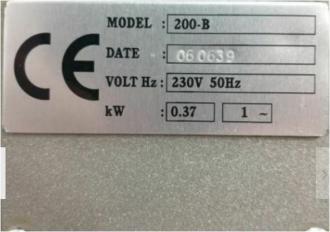 CE
MODEL : 200-B
DATE : 060639
VOLT Hz : 230V 50Hz
kW : 0.37 1 ~